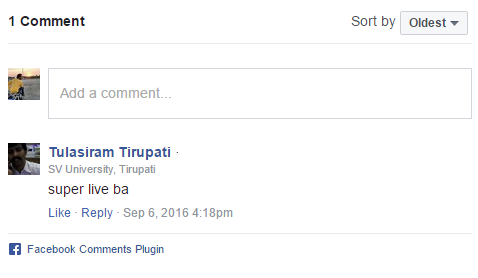 1 Comment Sort by Oldest
Add a comment...
Tulasiram Tirupati ·
SV University, Tirupati
super live ba
Like · Reply · Sep 6, 2016 4:18pm
Facebook Comments Plugin